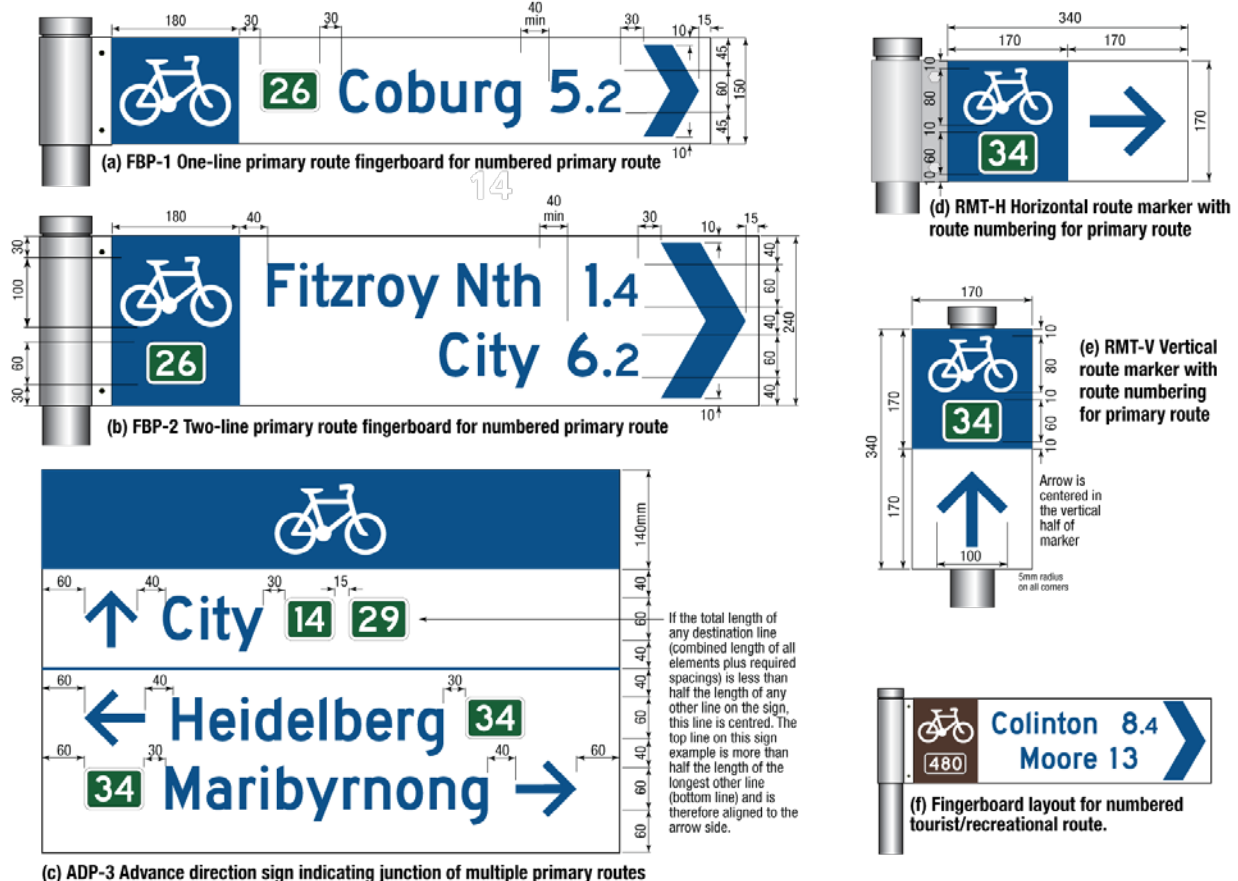 180
30
30
40
min
30
10
15
26 Coburg 5.2
45
60
45
150
10
(a) FBP-1 One-line primary route fingerboard for numbered primary route
14
180
40
40
min
30
10
15
30
100
60
30
Fitzroy Nth 1.4
City 6.2
26
40
60
40
60
40
240
10
(b) FBP-2 Two-line primary route fingerboard for numbered primary route
140mm
60
40
30
15
City 14 29
40
60
40
60
40
30
Heidelberg 34
40
60
40
60
30
40
60
34 Maribyrnong
60
60
If the total length of
any destination line
(combined length of all
elements plus required
spacings) is less than
half the length of any
other line on the sign,
this line is centred. The
top line on this sign
example is more than
half the length of the
longest other line
(bottom line) and is
therefore aligned to the
arrow side.
(c) ADP-3 Advance direction sign indicating junction of multiple primary routes
340
170
170
10
80
10
60
10
34
170
(d) RMT-H Horizontal route marker with
route numbering for primary route
170
10
80
10
60
10
34
340
170
170
100
(e) RMT-V Vertical
route marker with
route numbering
for primary route
Arrow is
centered in
the vertical
half of
marker
5mm radius
on all corners
480
Colinton 8.4
Moore 13
(f) Fingerboard layout for numbered
tourist/recreational route.